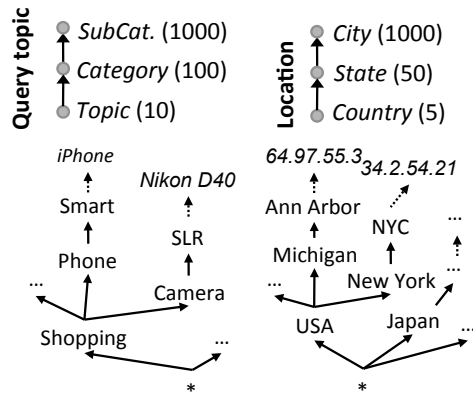 Query topic
SubCat. (1000)
Category (100)
Topic (10)
iPhone
Nikon D40
Smart
SLR
Phone
...
Camera
Shopping
...
*
Location
City (1000)
State (50)
Country (5)
64.97.55.3
34.2.54.21
Ann Arbor
...
NYC
Michigan
...
New York
...
USA
Japan
...
*